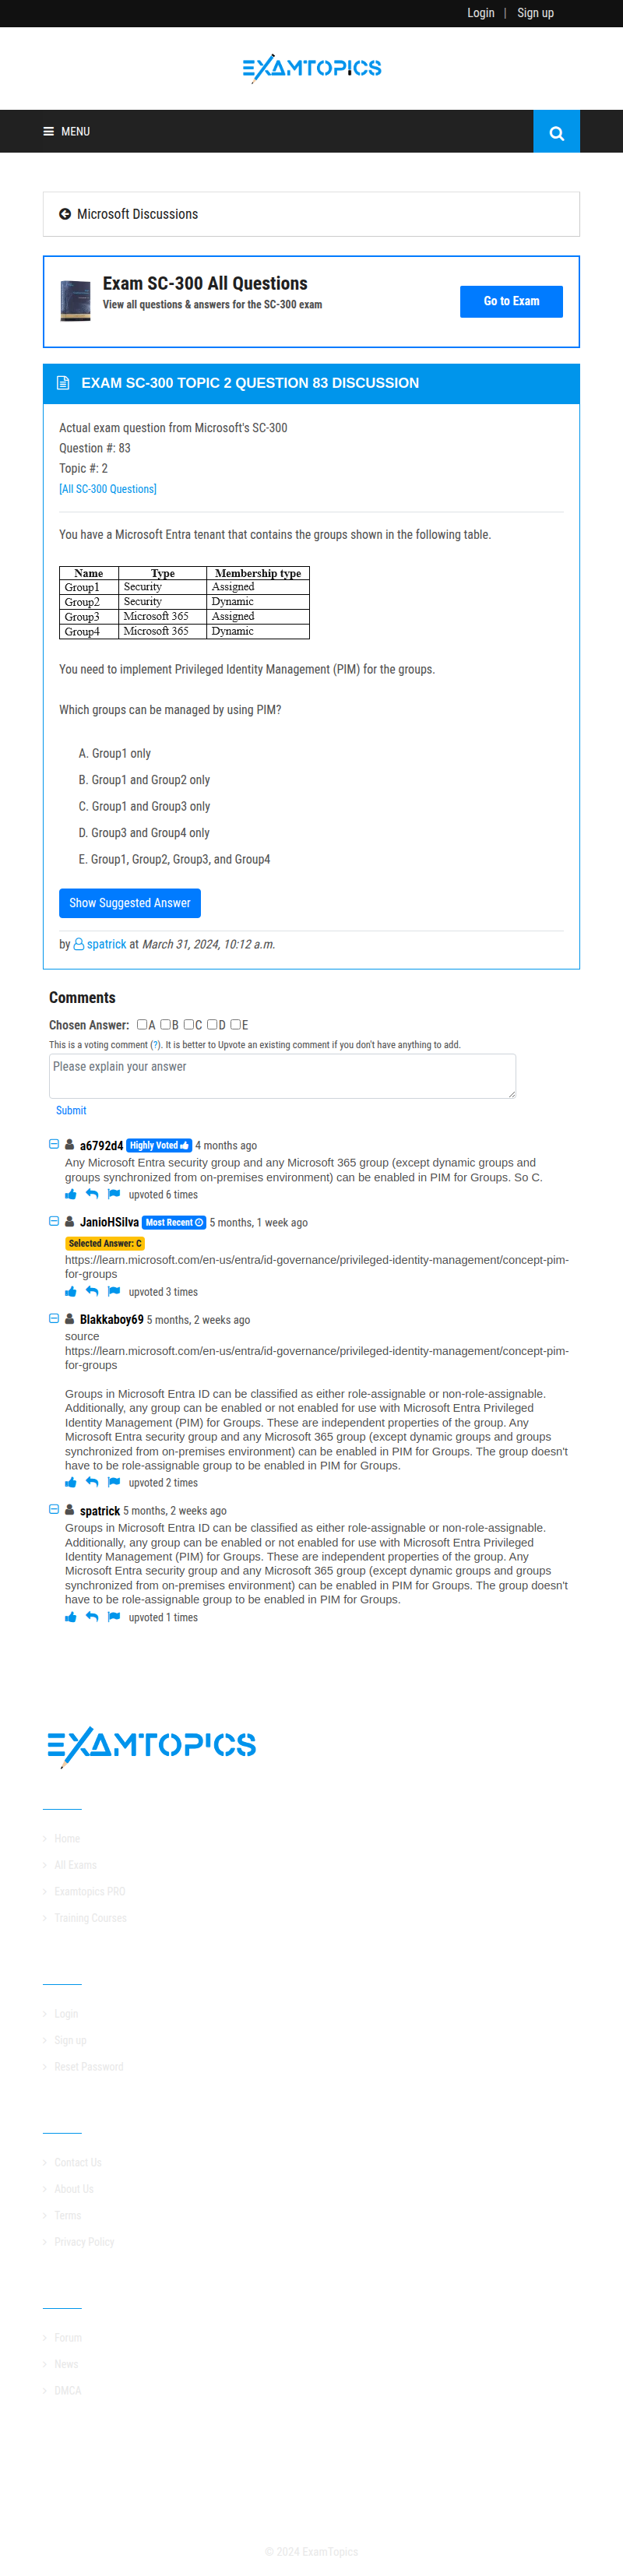 Login | Sign up
EXAMTOPICS
MENU
Microsoft Discussions
Exam SC-300 All Questions
View all questions & answers for the SC-300 exam
Go to Exam
EXAM SC-300 TOPIC 2 QUESTION 83 DISCUSSION
Actual exam question from Microsoft's SC-300
Question #: 83
Topic #: 2
[All SC-300 Questions]
You have a Microsoft Entra tenant that contains the groups shown in the following table.
Name Type Membership type
Group1 Security Assigned
Group2 Security Dynamic
Group3 Microsoft 365 Assigned
Group4 Microsoft 365 Dynamic
You need to implement Privileged Identity Management (PIM) for the groups.
Which groups can be managed by using PIM?
A. Group1 only
B. Group1 and Group2 only
C. Group1 and Group3 only
D. Group3 and Group4 only
E. Group1, Group2, Group3, and Group4
Show Suggested Answer
by spatrick at March 31, 2024, 10:12 a.m.
Comments
Chosen Answer: A B C D E
This is a voting comment (?). It is better to Upvote an existing comment if you don't have anything to add.
Please explain your answer
Submit
a6792d4 Highly Voted 4 months ago
Any Microsoft Entra security group and any Microsoft 365 group (except dynamic groups and
groups synchronized from on-premises environment) can be enabled in PIM for Groups. So C.
upvoted 6 times
JanioHSilva Most Recent 5 months, 1 week ago
Selected Answer: C
https://learn.microsoft.com/en-us/entra/id-governance/privileged-identity-management/concept-pim-
for-groups
upvoted 3 times
Blakkaboy69 5 months, 2 weeks ago
source
https://learn.microsoft.com/en-us/entra/id-governance/privileged-identity-management/concept-pim-
for-groups
Groups in Microsoft Entra ID can be classified as either role-assignable or non-role-assignable.
Additionally, any group can be enabled or not enabled for use with Microsoft Entra Privileged
Identity Management (PIM) for Groups. These are independent properties of the group. Any
Microsoft Entra security group and any Microsoft 365 group (except dynamic groups and groups
synchronized from on-premises environment) can be enabled in PIM for Groups. The group doesn't
have to be role-assignable group to be enabled in PIM for Groups.
upvoted 2 times
spatrick 5 months, 2 weeks ago
Groups in Microsoft Entra ID can be classified as either role-assignable or non-role-assignable.
Additionally, any group can be enabled or not enabled for use with Microsoft Entra Privileged
Identity Management (PIM) for Groups. These are independent properties of the group. Any
Microsoft Entra security group and any Microsoft 365 group (except dynamic groups and groups
synchronized from on-premises environment) can be enabled in PIM for Groups. The group doesn't
have to be role-assignable group to be enabled in PIM for Groups.
upvoted 1 times
EXAMTOPICS
Home
All Exams
Examtopics PRO
Training Courses
Login
Sign up
Reset Password
Contact Us
About Us
Terms
Privacy Policy
Forum
News
DMCA
© 2024 ExamTopics